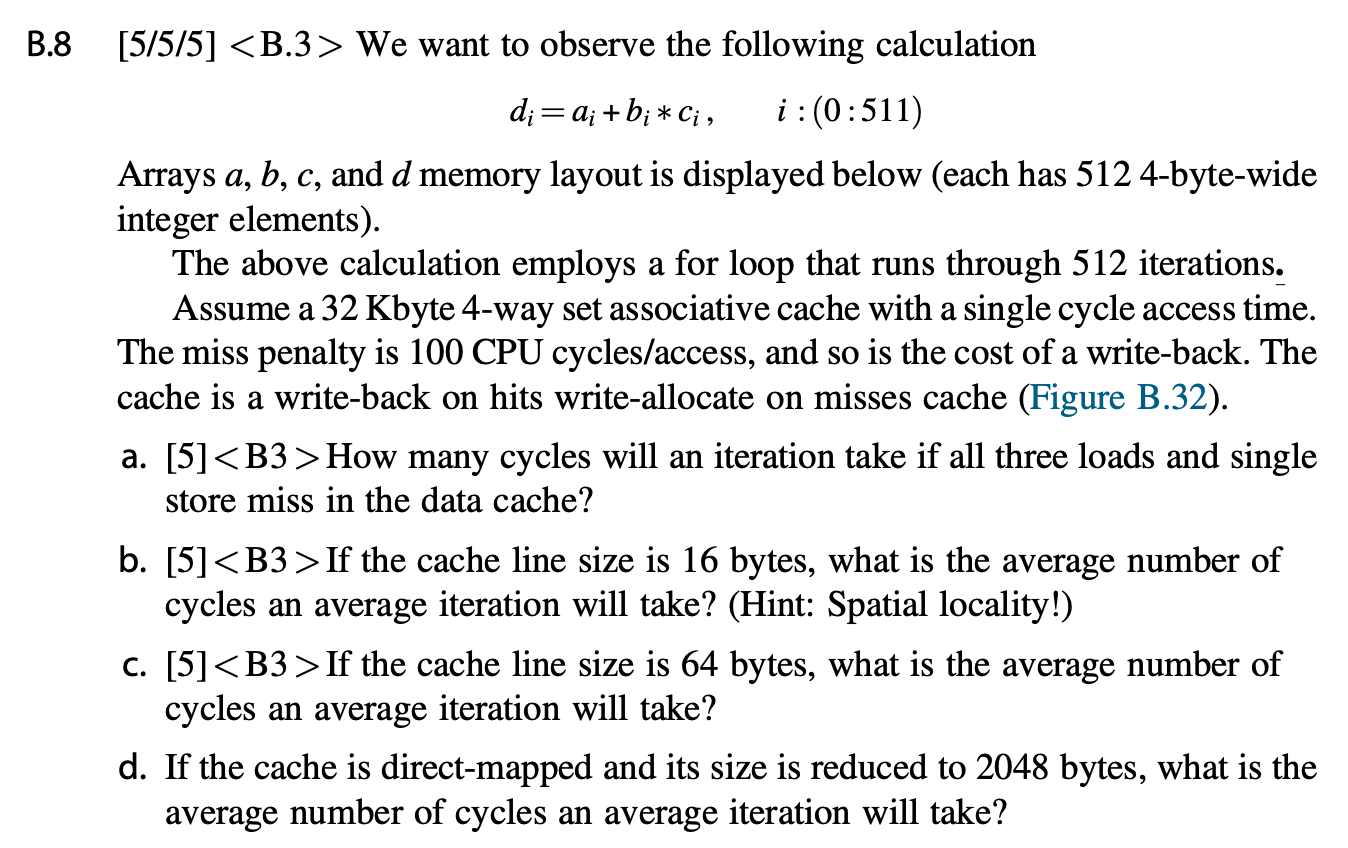 B.8 [5/5/5] <B.3> We want to observe the following calculation
dᵢ = aᵢ + bᵢ * cᵢ, i : (0 : 511)
Arrays a, b, c, and d memory layout is displayed below (each has 512 4-byte-wide
integer elements).
The above calculation employs a for loop that runs through 512 iterations.
Assume a 32 Kbyte 4-way set associative cache with a single cycle access time.
The miss penalty is 100 CPU cycles/access, and so is the cost of a write-back. The
cache is a write-back on hits write-allocate on misses cache (Figure B.32).
a. [5]<B3>How many cycles will an iteration take if all three loads and single
store miss in the data cache?
b. [5]<B3>If the cache line size is 16 bytes, what is the average number of
cycles an average iteration will take? (Hint: Spatial locality!)
c. [5]<B3>If the cache line size is 64 bytes, what is the average number of
cycles an average iteration will take?
d. If the cache is direct-mapped and its size is reduced to 2048 bytes, what is the
average number of cycles an average iteration will take?